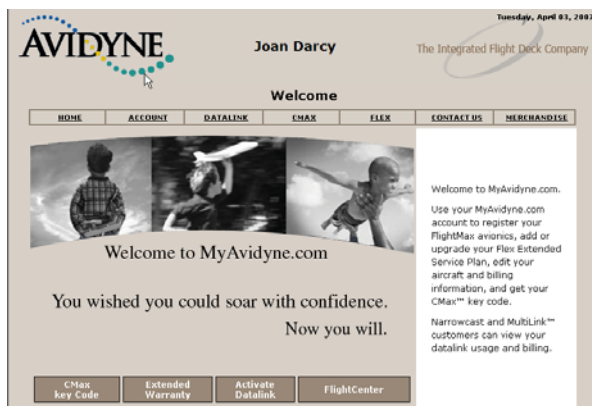 Tuesday, April 03, 2007
AVIDYNE
Joan Darcy
The Integrated Flight Deck Company
Welcome
HOME ACCOUNT DATALINK CMAX FLEX CONTACT US MERCHANDISE
Welcome to MyAvidyne.com
You wished you could soar with confidence.
Now you will.
CMax Extended Activate FlightCenter
key Code Warranty Datalink
Welcome to MyAvidyne.com.
Use your MyAvidyne.com
account to register your
FlightMax avionics, add or
upgrade your Flex Extended
Service Plan, edit your
aircraft and billing
information, and get your
CMax™ key code.
Narrowcast and MultiLink™
customers can view your
datalink usage and billing.